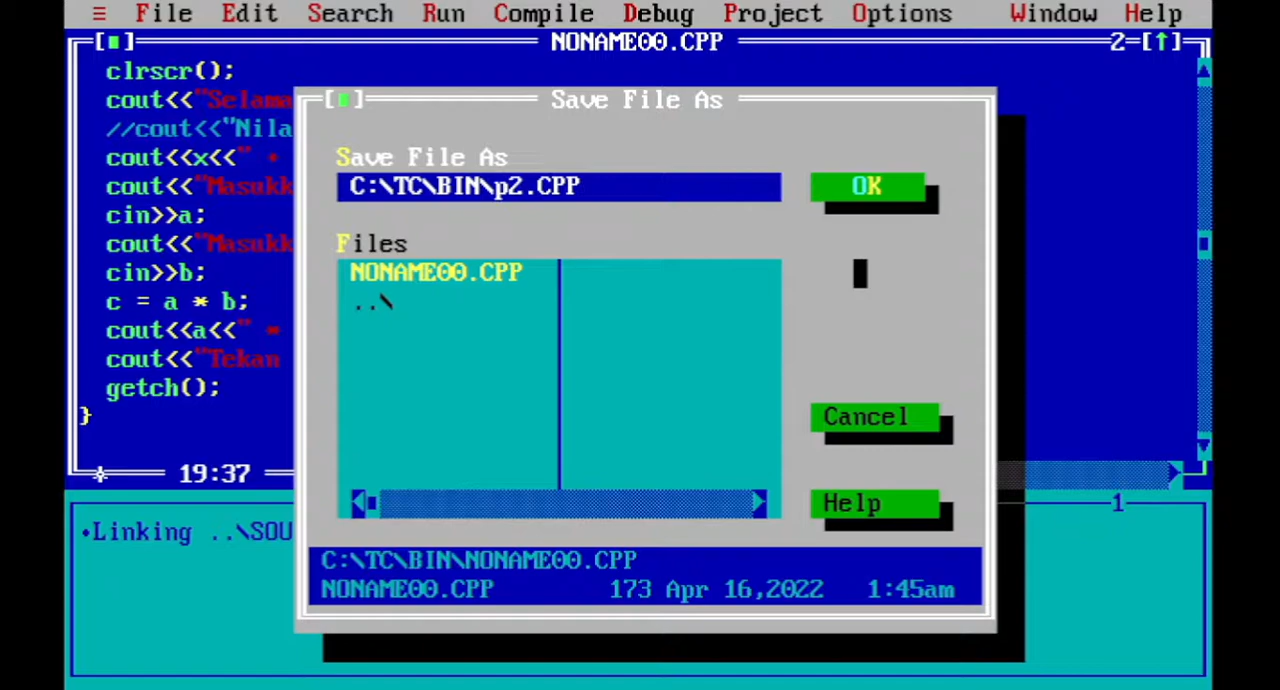 ≡ File Edit Search Run Compile Debug Project Options Window Help
[■] NONAME00.CPP 2=[↑]
clrscr();
cout<<"Selama
//cout<<"Nila
cout<<x<<"
cout<<"Masukk
cin>>a;
cout<<"Masukk
cin>>b;
c = a * b;
cout<<a<<"
cout<<"Tekan
getch();
}
19:37
[■] Save File As
Save File As
C:\TC\BIN\p2.CPP
OK
Files
NONAME00.CPP
..\
Cancel
Help
C:\TC\BIN\NONAME00.CPP
NONAME00.CPP 173 Apr 16,2022 1:45am
1
•Linking ..\SOU